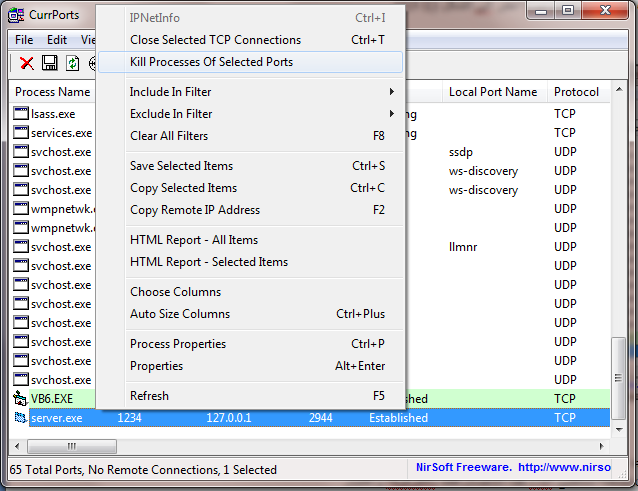 CurrPorts
File Edit
IPNetInfo Ctrl+I
Close Selected TCP Connections Ctrl+T
Kill Processes Of Selected Ports
Include In Filter
Exclude In Filter
Clear All Filters F8
Save Selected Items Ctrl+S
Copy Selected Items Ctrl+C
Copy Remote IP Address F2
HTML Report - All Items
HTML Report - Selected Items
Choose Columns
Auto Size Columns Ctrl+Plus
Process Properties Ctrl+P
Properties Alt+Enter
Refresh F5
Process Name Local Port Name Protocol
lsass.exe TCP
services.exe TCP
svchost.exe ssdp UDP
svchost.exe ws-discovery UDP
svchost.exe ws-discovery UDP
wmpnetwk. UDP
wmpnetwk. UDP
svchost.exe llmnr UDP
svchost.exe UDP
svchost.exe UDP
svchost.exe UDP
svchost.exe UDP
svchost.exe UDP
svchost.exe UDP
svchost.exe UDP
VB6.EXE TCP
server.exe 1234 127.0.0.1 2944 Established TCP
65 Total Ports, No Remote Connections, 1 Selected
NirSoft Freeware. http://www.nirso